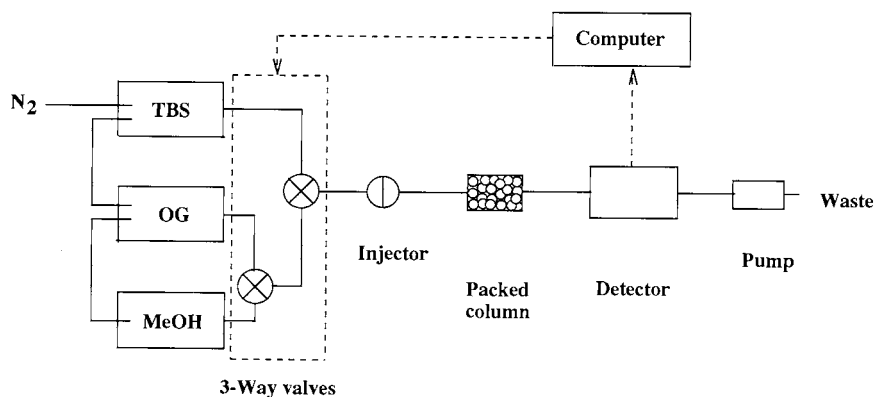 Computer
N2
TBS
OG
MeOH
Injector
Packed
column
Detector
Pump
Waste
3-Way valves